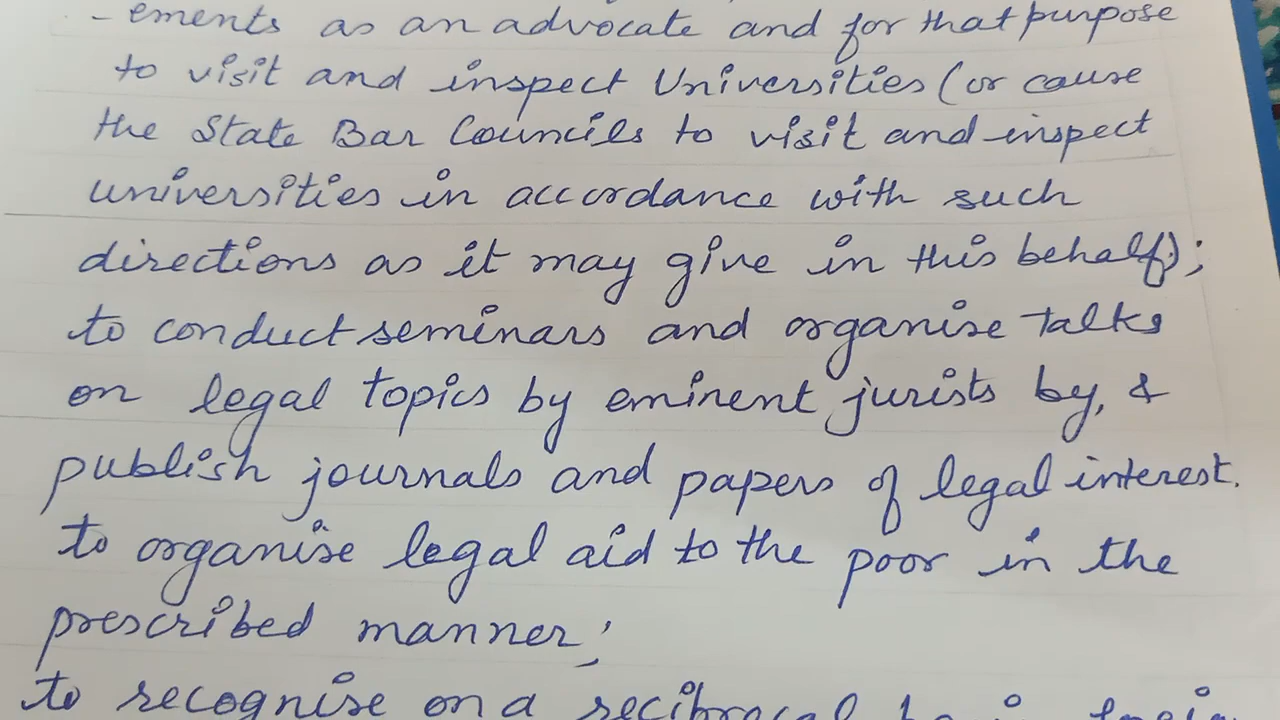 -ements as an advocate and for that purpose
to visit and inspect Universities (or cause
the State Bar Councils to visit and inspect
universities in accordance with such
directions as it may give in this behalf);
to conduct seminars and organise talks
on legal topics by eminent jurists by, &
publish journals and papers of legal interest.
to organise legal aid to the poor in the
prescribed manner;
to recognise on a reciprocal